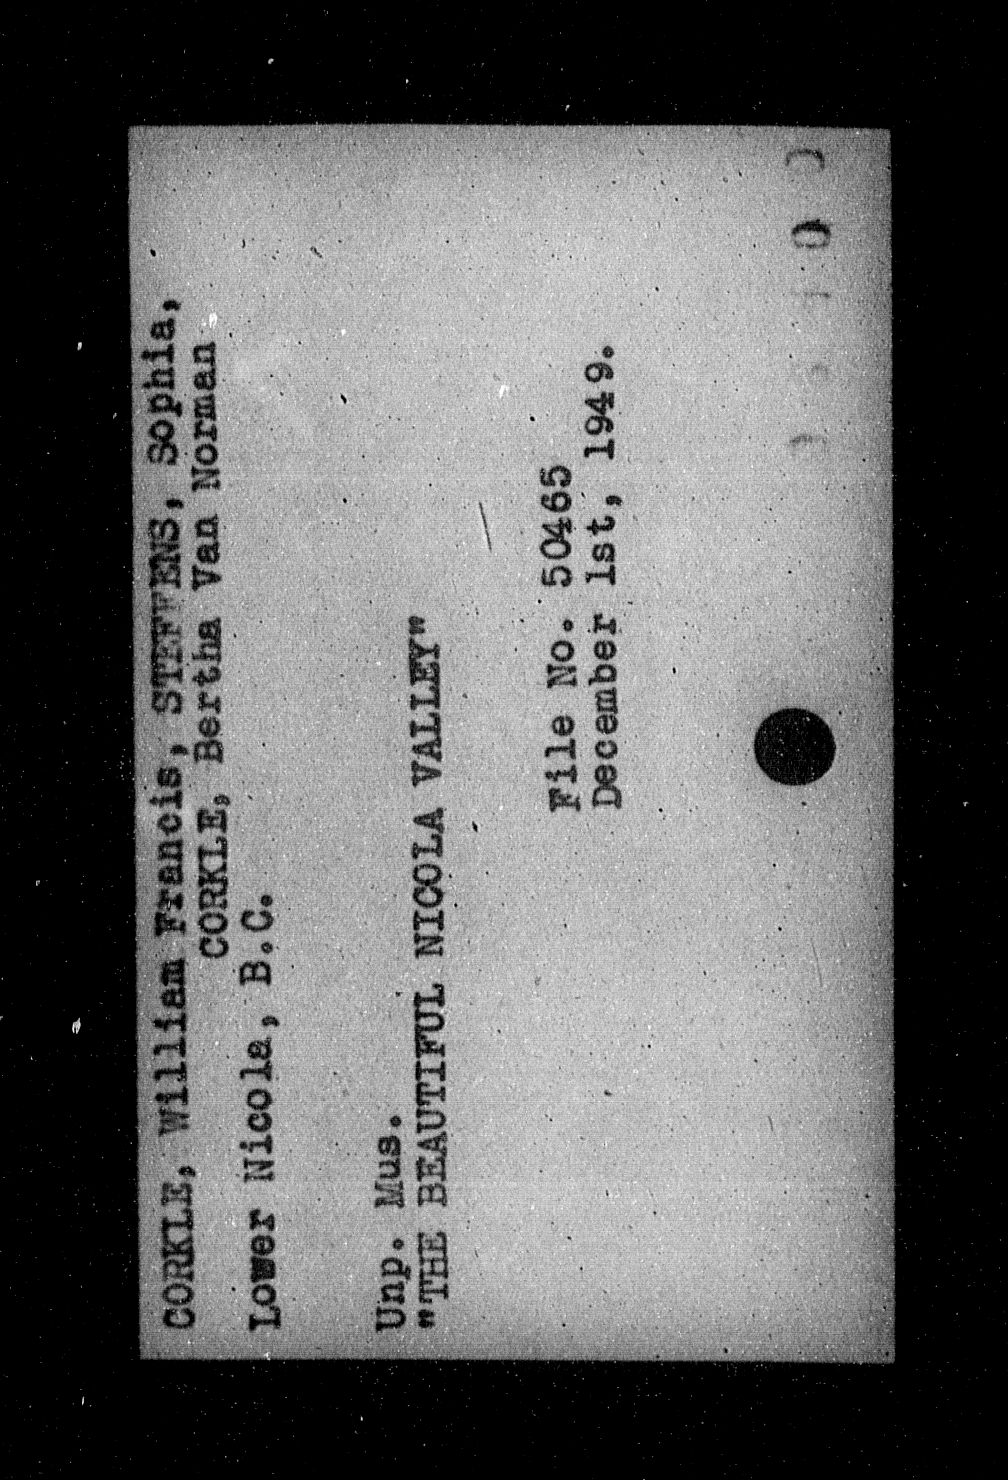 CORKLE, William Francis, STEFFENS, Sophia,
CORKLE, Bertha Van Norman
Lower Nicola, B.C.
Unp. Mus.
"THE BEAUTIFUL NICOLA VALLEY"
File No. 50465
December 1st, 1949.